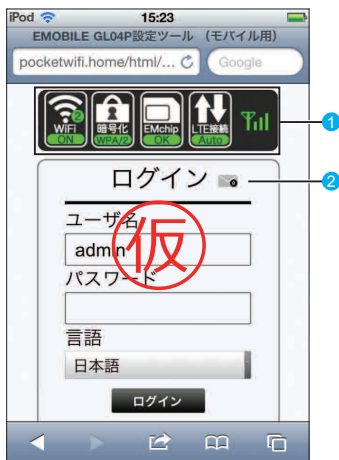 iPod 15:23
EMOBILE GL04P設定ツール （モバイル用）
pocketwifi.home/html/... Google
WiFi 2 ON 暗号化 WPA/2 EMchip OK LTE接続 Auto
1
ログイン 0
2
ユーザ名
admin
仮
パスワード
言語
日本語
ログイン